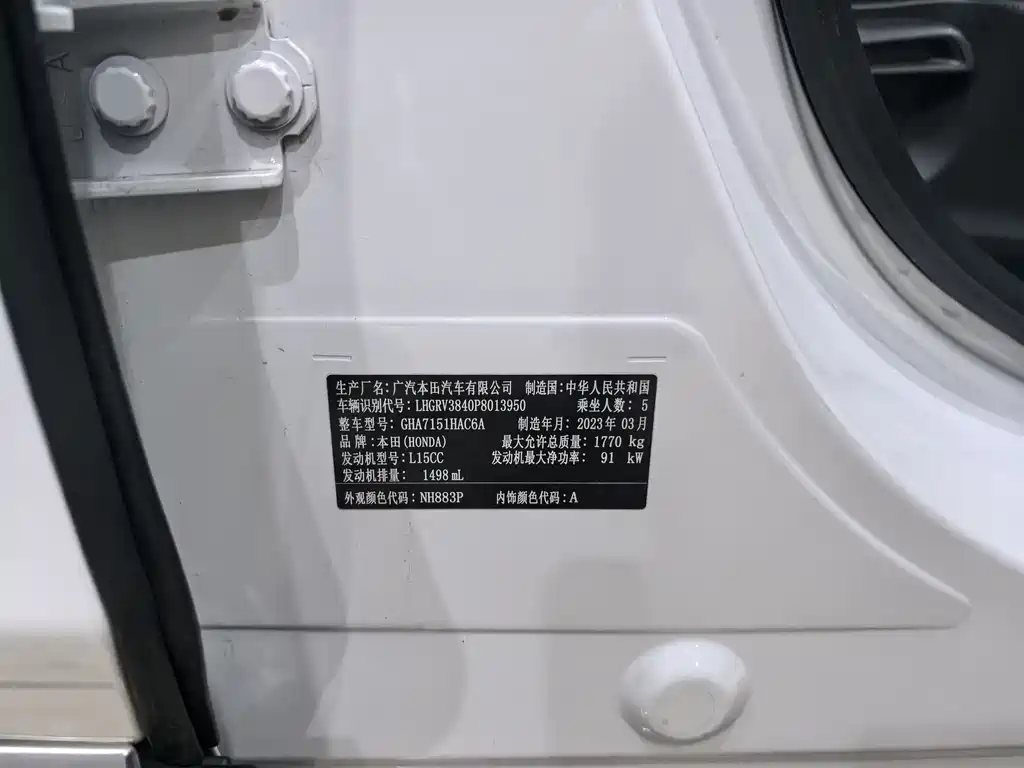 生产厂名:广汽本田汽车有限公司 制造国:中华人民共和国
车辆识别代号:LHGRV3840P8013950 乘坐人数:5
整车型号:GHA7151HAC6A 制造年月:2023年03月
品牌:本田(HONDA) 最大允许总质量:1770 kg
发动机型号:L15CC 发动机最大净功率:91 kW
发动机排量:1498 mL
外观颜色代码:NH883P 内饰颜色代码:A